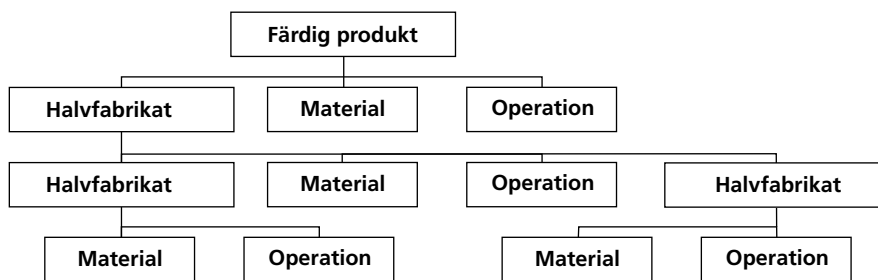 Färdig produkt
Halvfabrikat Material Operation
Halvfabrikat Material Operation Halvfabrikat
Material Operation Material Operation